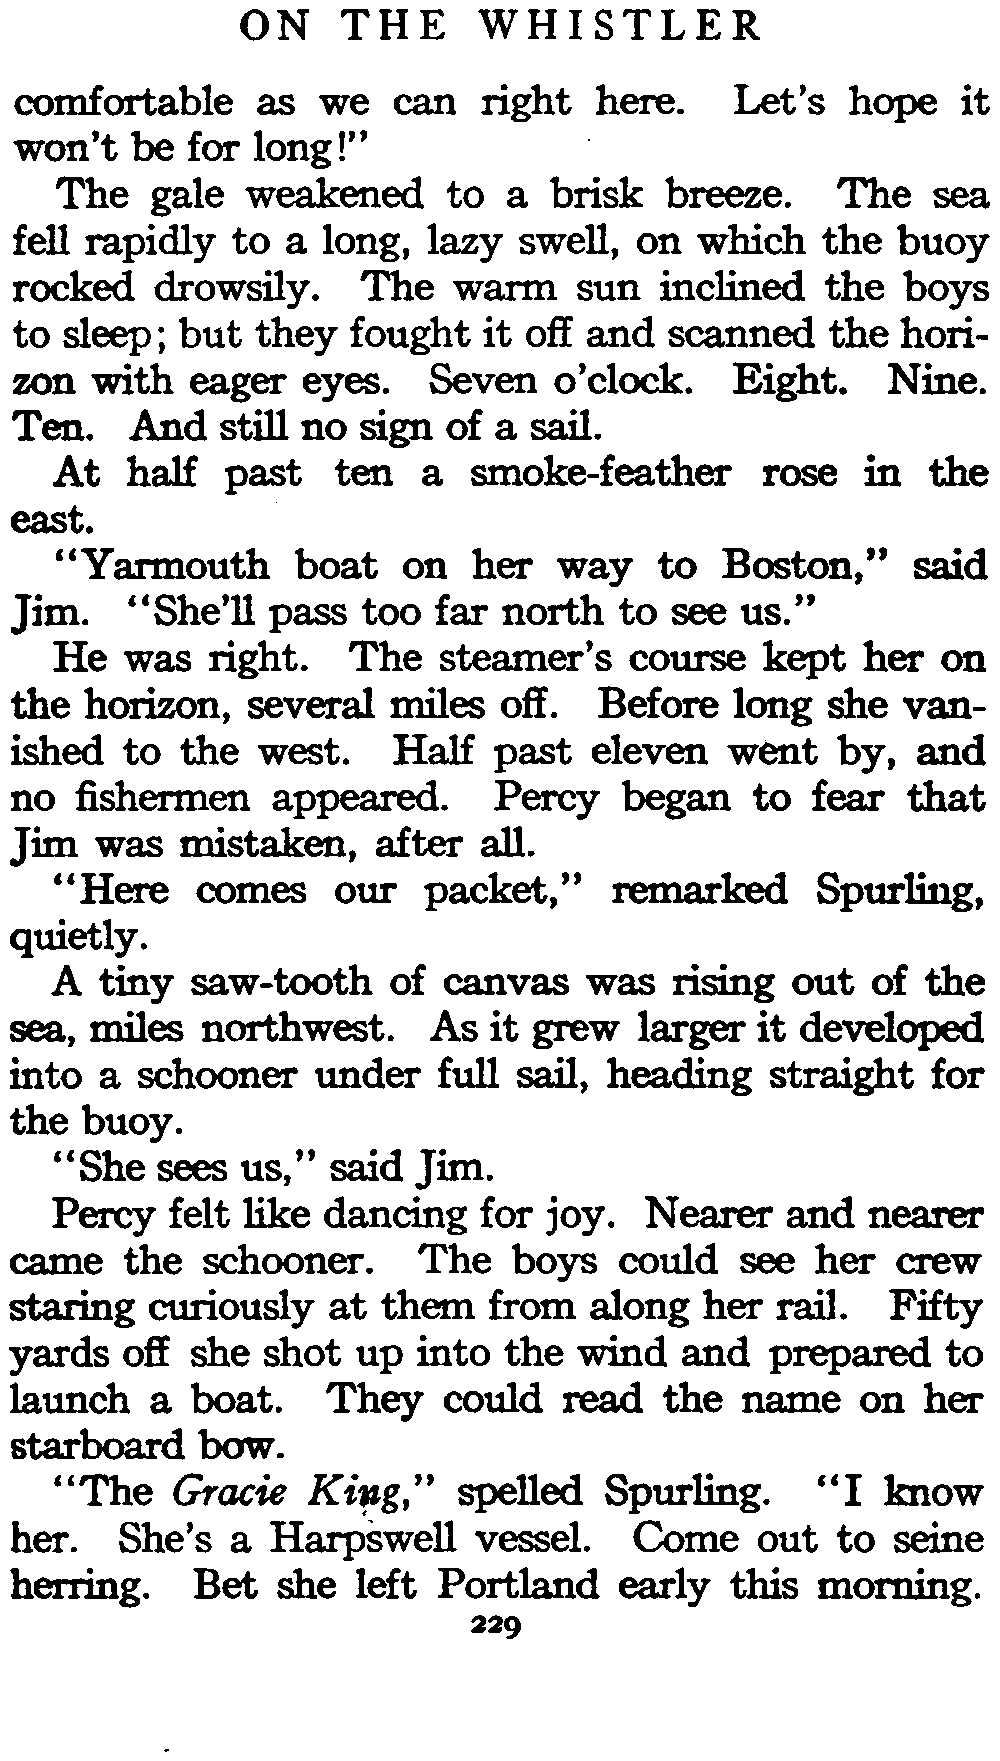 ON THE WHISTLER
comfortable as we can right here. Let's hope it
won't be for long!"
The gale weakened to a brisk breeze. The sea
fell rapidly to a long, lazy swell, on which the buoy
rocked drowsily. The warm sun inclined the boys
to sleep; but they fought it off and scanned the hori-
zon with eager eyes. Seven o'clock. Eight. Nine.
Ten. And still no sign of a sail.
At half past ten a smoke-feather rose in the
east.
"Yarmouth boat on her way to Boston," said
Jim. "She'll pass too far north to see us."
He was right. The steamer's course kept her on
the horizon, several miles off. Before long she van-
ished to the west. Half past eleven went by, and
no fishermen appeared. Percy began to fear that
Jim was mistaken, after all.
"Here comes our packet," remarked Spurling,
quietly.
A tiny saw-tooth of canvas was rising out of the
sea, miles northwest. As it grew larger it developed
into a schooner under full sail, heading straight for
the buoy.
"She sees us," said Jim.
Percy felt like dancing for joy. Nearer and nearer
came the schooner. The boys could see her crew
staring curiously at them from along her rail. Fifty
yards off she shot up into the wind and prepared to
launch a boat. They could read the name on her
starboard bow.
"The Gracie King," spelled Spurling. "I know
her. She's a Harpswell vessel. Come out to seine
herring. Bet she left Portland early this morning.
229